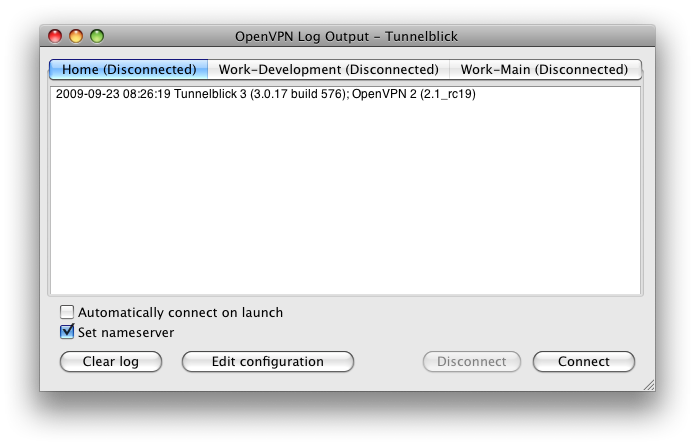 OpenVPN Log Output – Tunnelblick
Home (Disconnected) Work-Development (Disconnected) Work-Main (Disconnected)
2009-09-23 08:26:19 Tunnelblick 3 (3.0.17 build 576); OpenVPN 2 (2.1_rc19)
Automatically connect on launch
Set nameserver
Clear log Edit configuration Disconnect Connect